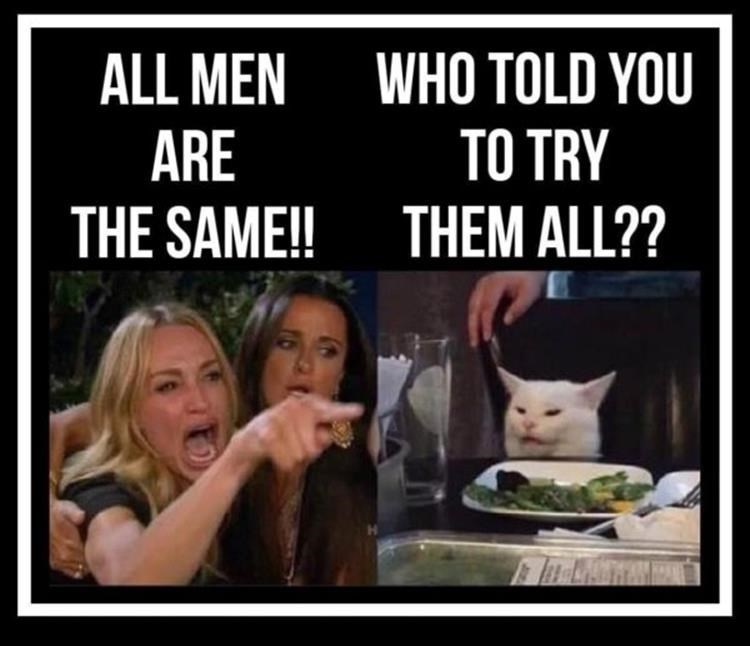 ALL MEN
ARE
THE SAME!!
WHO TOLD YOU
TO TRY
THEM ALL??